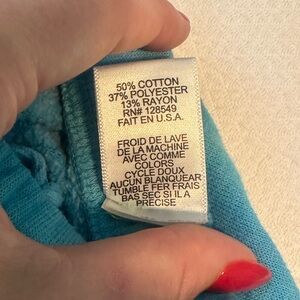 50% COTTON
37% POLYESTER
13% RAYON
RN# 128549
FAIT EN U.S.A.
FROID DE LAVE
DE LA MACHINE
AVEC COMME
COLORS
CYCLE DOUX
AUCUN BLANQUEAR
TUMBLE FER FRAIS
BAS SEC SI IL A
PRECISE